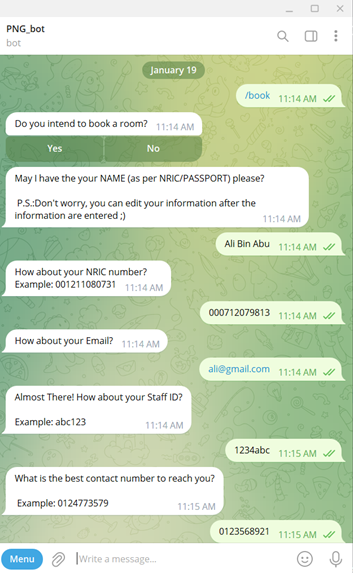 PNG_bot
bot
January 19
/book 11:14 AM
Do you intend to book a room? 11:14 AM
Yes No
May I have the your NAME (as per NRIC/PASSPORT) please?
P.S.:Don't worry, you can edit your information after the
information are entered ;) 11:14 AM
Ali Bin Abu 11:14 AM
How about your NRIC number?
Example: 001211080731 11:14 AM
000712079813 11:14 AM
How about your Email? 11:14 AM
ali@gmail.com 11:14 AM
Almost There! How about your Staff ID?
Example: abc123 11:14 AM
1234abc 11:15 AM
What is the best contact number to reach you?
Example: 0124773579 11:15 AM
0123568921 11:15 AM
Menu Write a message...